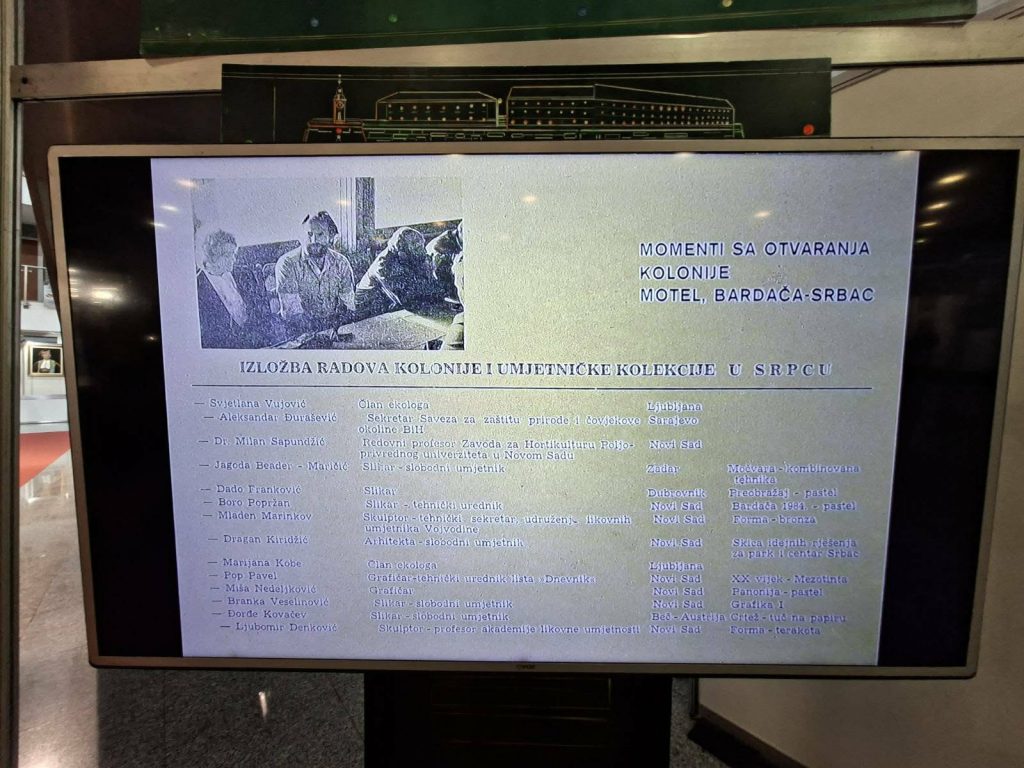 MOMENTI SA OTVARANJA
KOLONIJE
MOTEL, BARDAČA-SRBAC
IZLOŽBA RADOVA KOLONIJE I UMJETNIČKE KOLEKCIJE U SRPCU
— Svjetlana Vujović Član ekologa Ljubljana
— Aleksandar Đurašević Sekretar Saveza za zaštitu prirode i čovjekove Sarajevo
okoline BiH
— Dr. Milan Sapundžić Redovni profesor Zavoda za Hortikulturu Poljo- Novi Sad
privrednog univerziteta u Novom Sadu
— Jagoda Beader - Maričić Slikar - slobodni umjetnik Zadar Močvara - kombinovana
tehnika
— Dado Franković Slikar Dubrovnik Preobražaj - pastel
— Boro Popržan Slikar - tehnički urednik Novi Sad Bardača 1984. - pastel
— Mladen Marinkov Skulptor - tehnički sekretar udruženj. likovnih Novi Sad Forma - bronza
umjetnika Vojvodine
— Dragan Kiridžić Arhitekta - slobodni umjetnik Novi Sad Skica idejnih rješenja
za park i centar Srbac
— Marijana Kobe Član ekologa Ljubljana
— Pop Pavel Grafičar-tehnički urednik lista »Dnevnik« Novi Sad XX vijek - Mezotinta
— Miša Nedeljković Grafičar Novi Sad Panonija - pastel
— Branka Veselinović Slikar - slobodni umjetnik Novi Sad Grafika I
— Đorđe Kovačev Slikar - slobodni umjetnik Beč - Austrija Crtež - tuš na papiru
— Ljubomir Denković Skulptor - profesor akademije likovne umjetnosti Novi Sad Forma - terakota